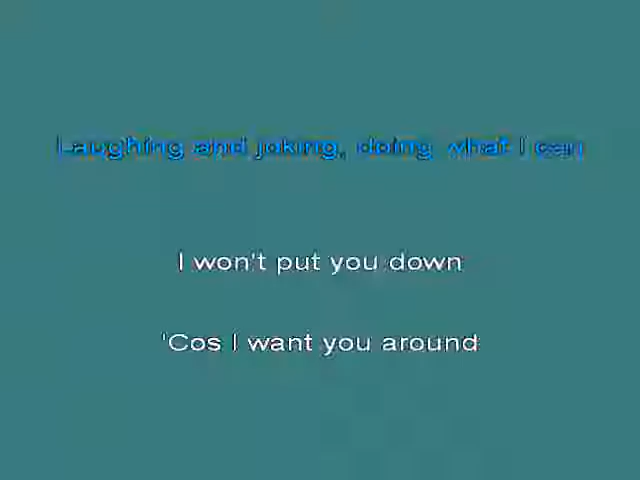 Laughing and joking, doing what I can
I won't put you down
'Cos I want you around